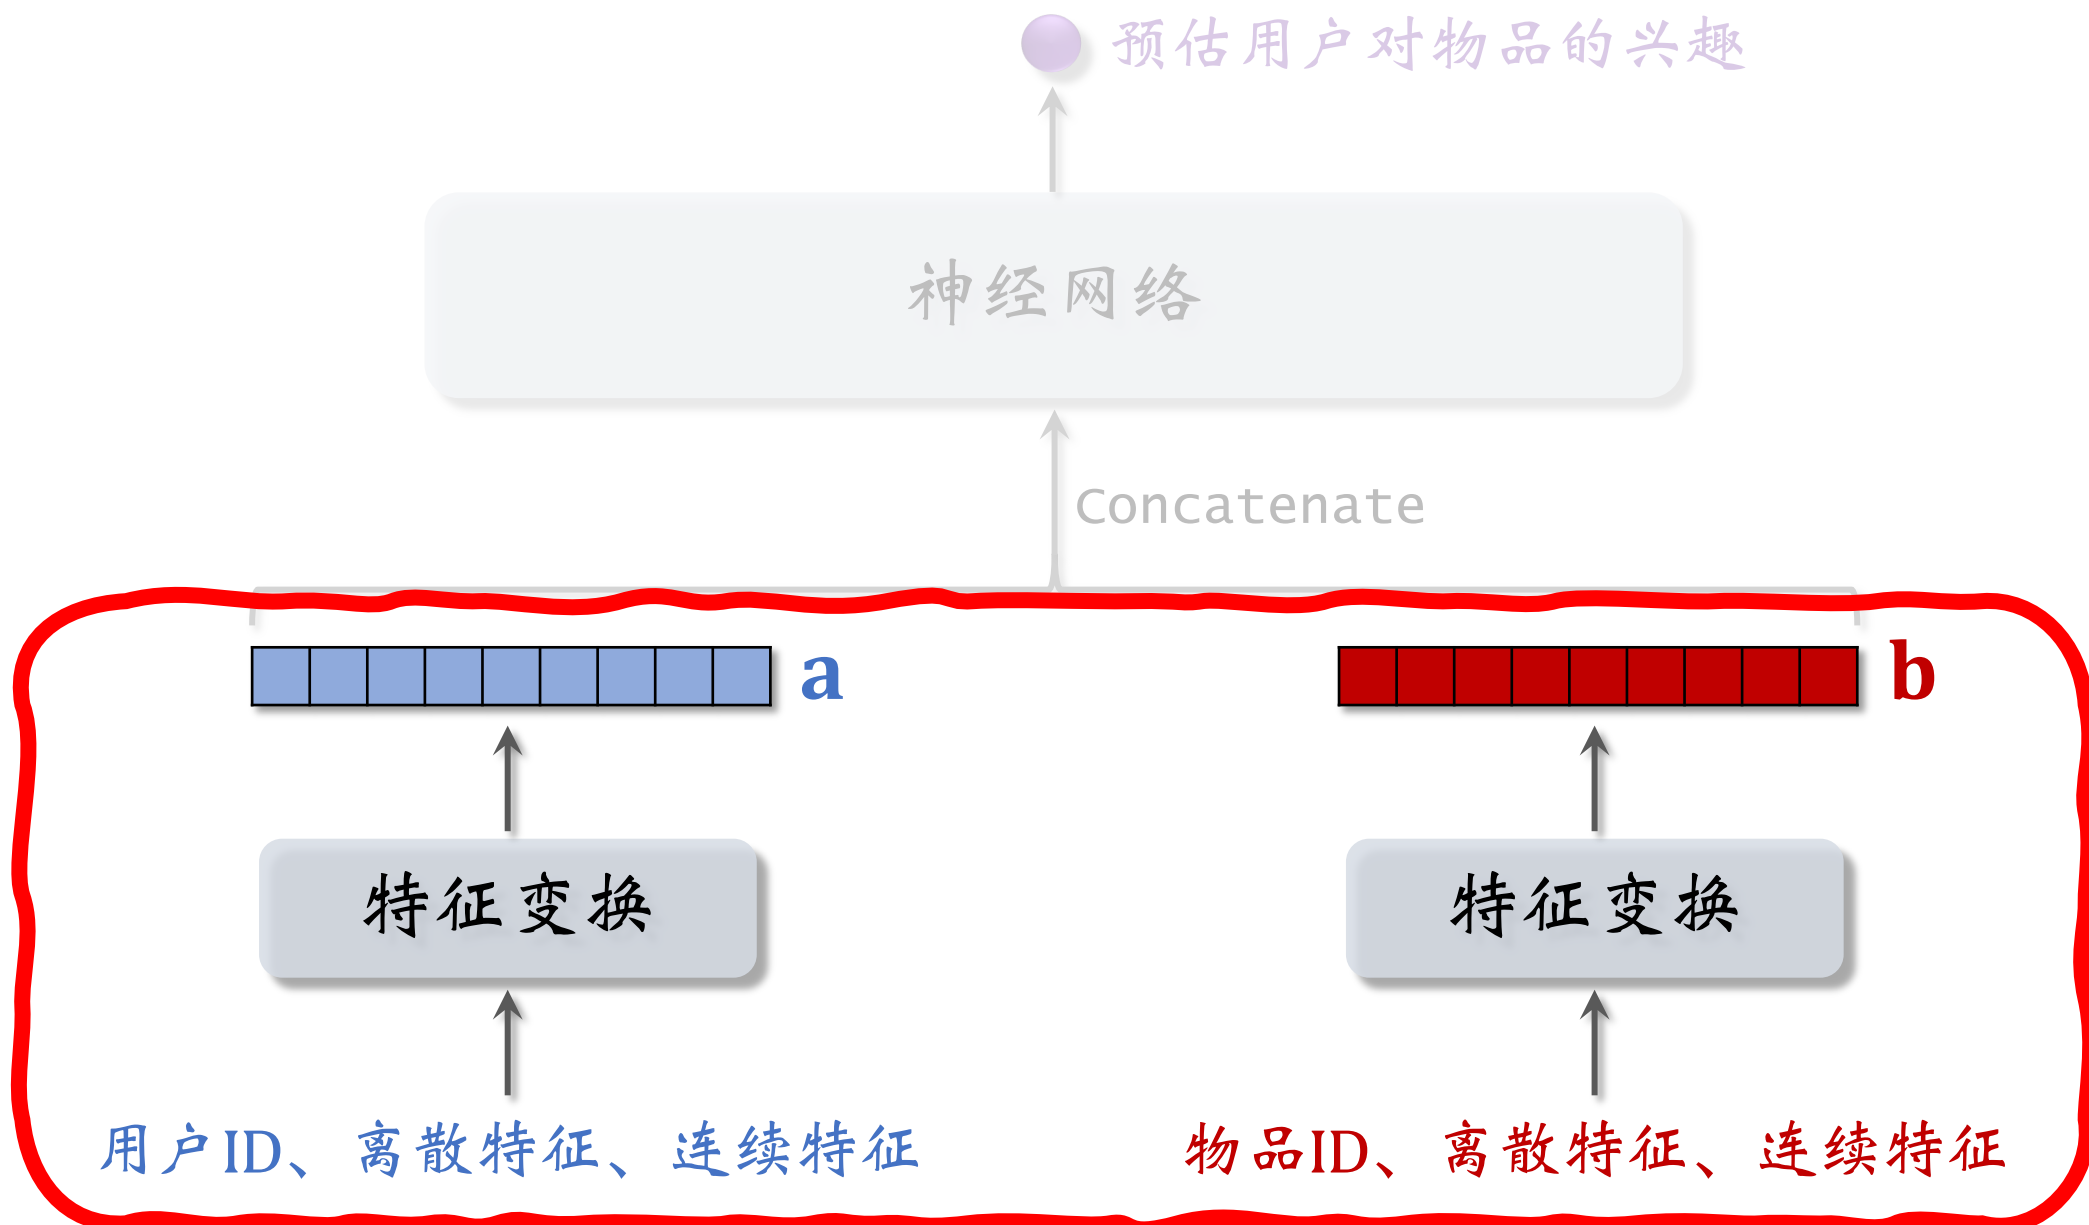 预估用户对物品的兴趣
神经网络
Concatenate
a
b
特征变换
特征变换
用户ID、离散特征、连续特征
物品ID、离散特征、连续特征